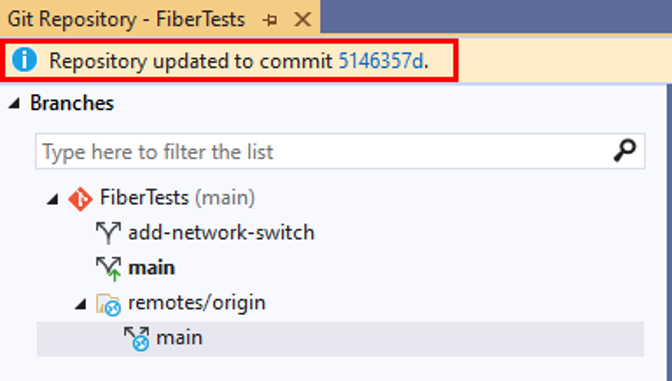 Git Repository - FiberTests
Repository updated to commit 5146357d.
Branches
Type here to filter the list
FiberTests (main)
add-network-switch
main
remotes/origin
main